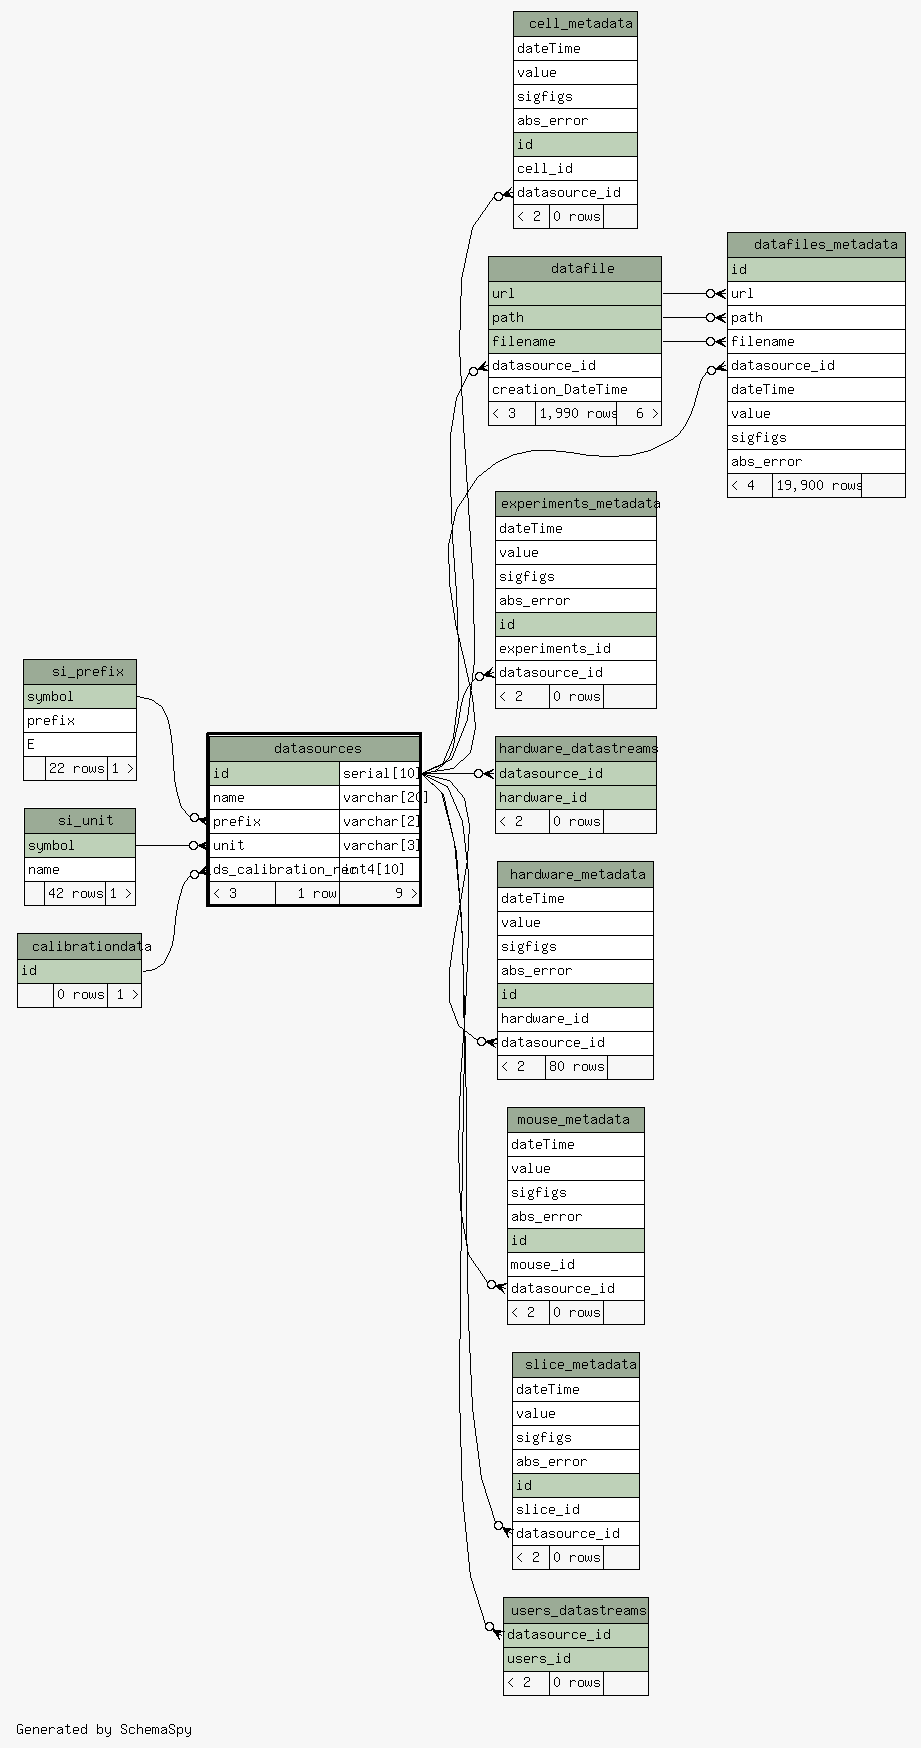 cell_metadata
dateTime
value
sigfigs
abs_error
id
cell_id
datasource_id
< 2 0 rows
datafile
url
path
filename
datasource_id
creation_DateTime
< 3 1,990 rows 6 >
datafiles_metadata
id
url
path
filename
datasource_id
dateTime
value
sigfigs
abs_error
< 4 19,900 rows
experiments_metadata
dateTime
value
sigfigs
abs_error
id
experiments_id
datasource_id
< 2 0 rows
si_prefix
symbol
prefix
E
22 rows 1 >
si_unit
symbol
name
42 rows 1 >
calibrationdata
id
0 rows 1 >
datasources
id serial[10]
name varchar[20]
prefix varchar[2]
unit varchar[3]
ds_calibration_rec int4[10]
< 3 1 row 9 >
hardware_datastreams
datasource_id
hardware_id
< 2 0 rows
hardware_metadata
dateTime
value
sigfigs
abs_error
id
hardware_id
datasource_id
< 2 80 rows
mouse_metadata
dateTime
value
sigfigs
abs_error
id
mouse_id
datasource_id
< 2 0 rows
slice_metadata
dateTime
value
sigfigs
abs_error
id
slice_id
datasource_id
< 2 0 rows
users_datastreams
datasource_id
users_id
< 2 0 rows
Generated by SchemaSpy